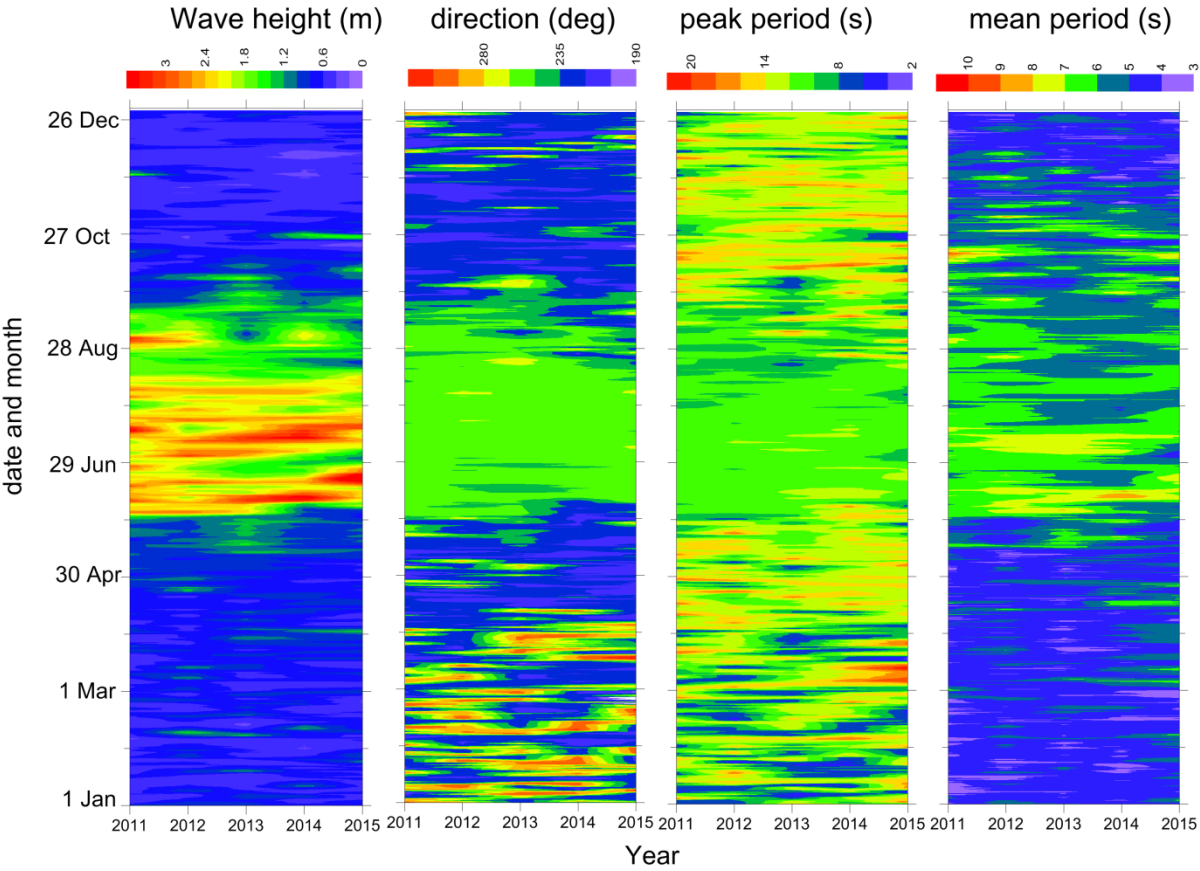 Wave height (m) direction (deg) peak period (s) mean period (s)
3 2.4 1.8 1.2 0.6 0
280 235 190
20 14 8 2
10 9 8 7 6 5 4 3
date and month
26 Dec
27 Oct
28 Aug
29 Jun
30 Apr
1 Mar
1 Jan
2011 2012 2013 2014 2015 2011 2012 2013 2014 2015 2011 2012 2013 2014 2015 2011 2012 2013 2014 2015
Year